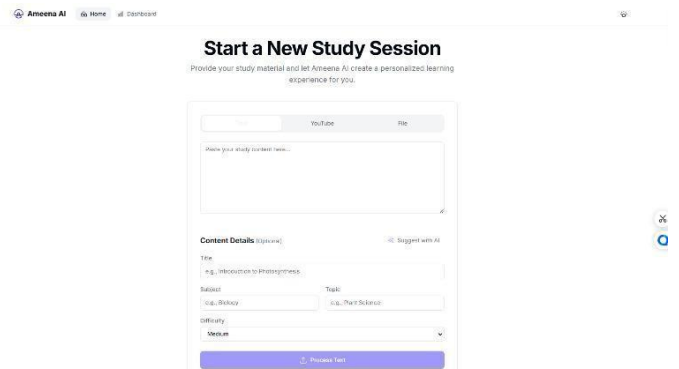 Ameena AI Home Dashboard
Start a New Study Session
Provide your study material and let Ameena AI create a personalized learning
experience for you.
YouTube File
Paste your study content here...
Content Details (Optional) Suggest with AI
Title
e.g., Introduction to Photosynthesis
Subject Topic
e.g., Biology e.g., Plant Science
Difficulty
Medium
Process Text